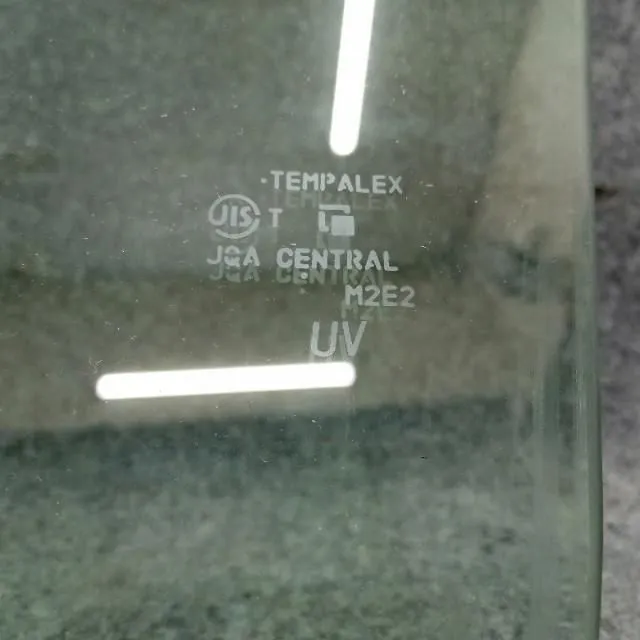 TEMPALEX
JIS T
JGA CENTRAL
M2E2
UV